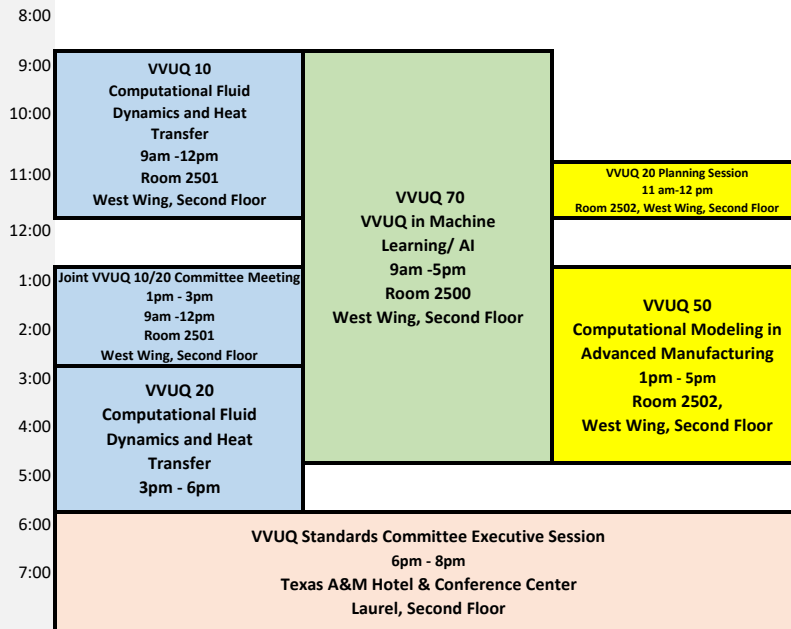 8:00
9:00
10:00
11:00
12:00
1:00
2:00
3:00
4:00
5:00
6:00
7:00
VVUQ 10
Computational Fluid
Dynamics and Heat
Transfer
9am -12pm
Room 2501
West Wing, Second Floor
Joint VVUQ 10/20 Committee Meeting
1pm - 3pm
9am -12pm
Room 2501
West Wing, Second Floor
VVUQ 20
Computational Fluid
Dynamics and Heat
Transfer
3pm - 6pm
VVUQ 70
VVUQ in Machine
Learning/ AI
9am -5pm
Room 2500
West Wing, Second Floor
VVUQ 20 Planning Session
11 am-12 pm
Room 2502, West Wing, Second Floor
VVUQ 50
Computational Modeling in
Advanced Manufacturing
1pm - 5pm
Room 2502,
West Wing, Second Floor
VVUQ Standards Committee Executive Session
6pm - 8pm
Texas A&M Hotel & Conference Center
Laurel, Second Floor